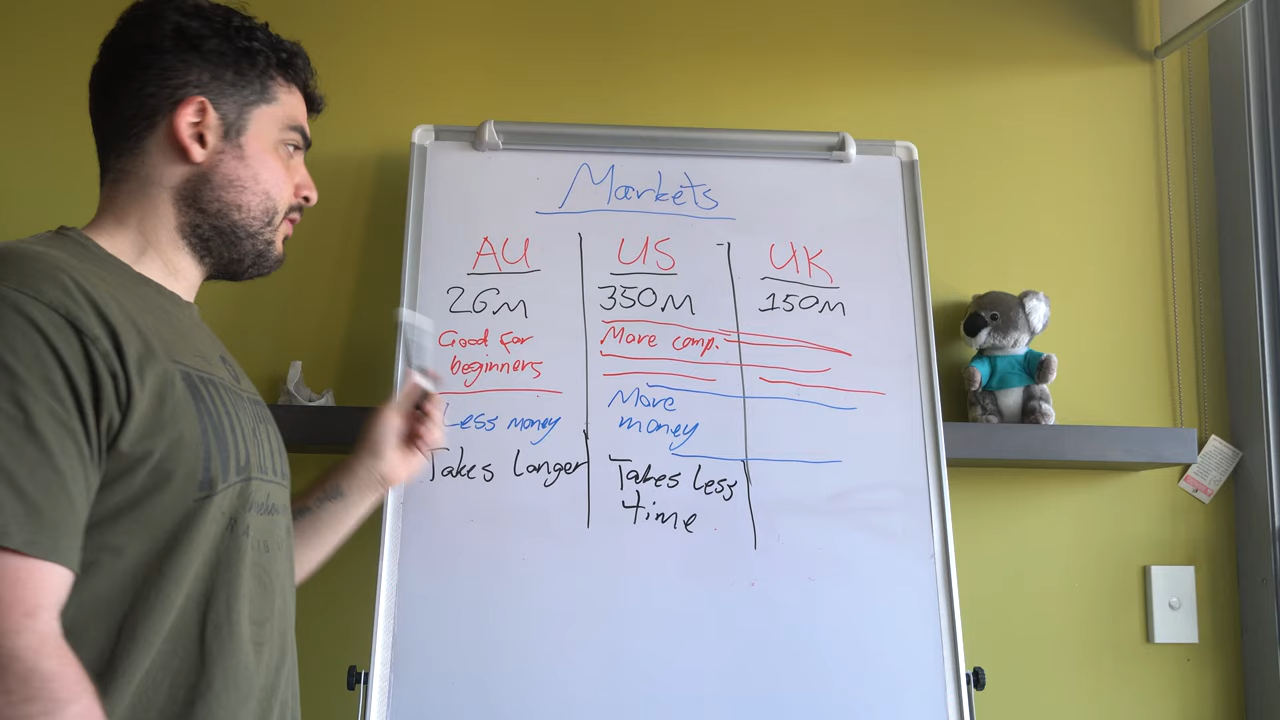 Markets
AU US UK
26M 350M 150M
Good for
beginners
More comp.
Less money
More
money
Takes longer
Takes less
time